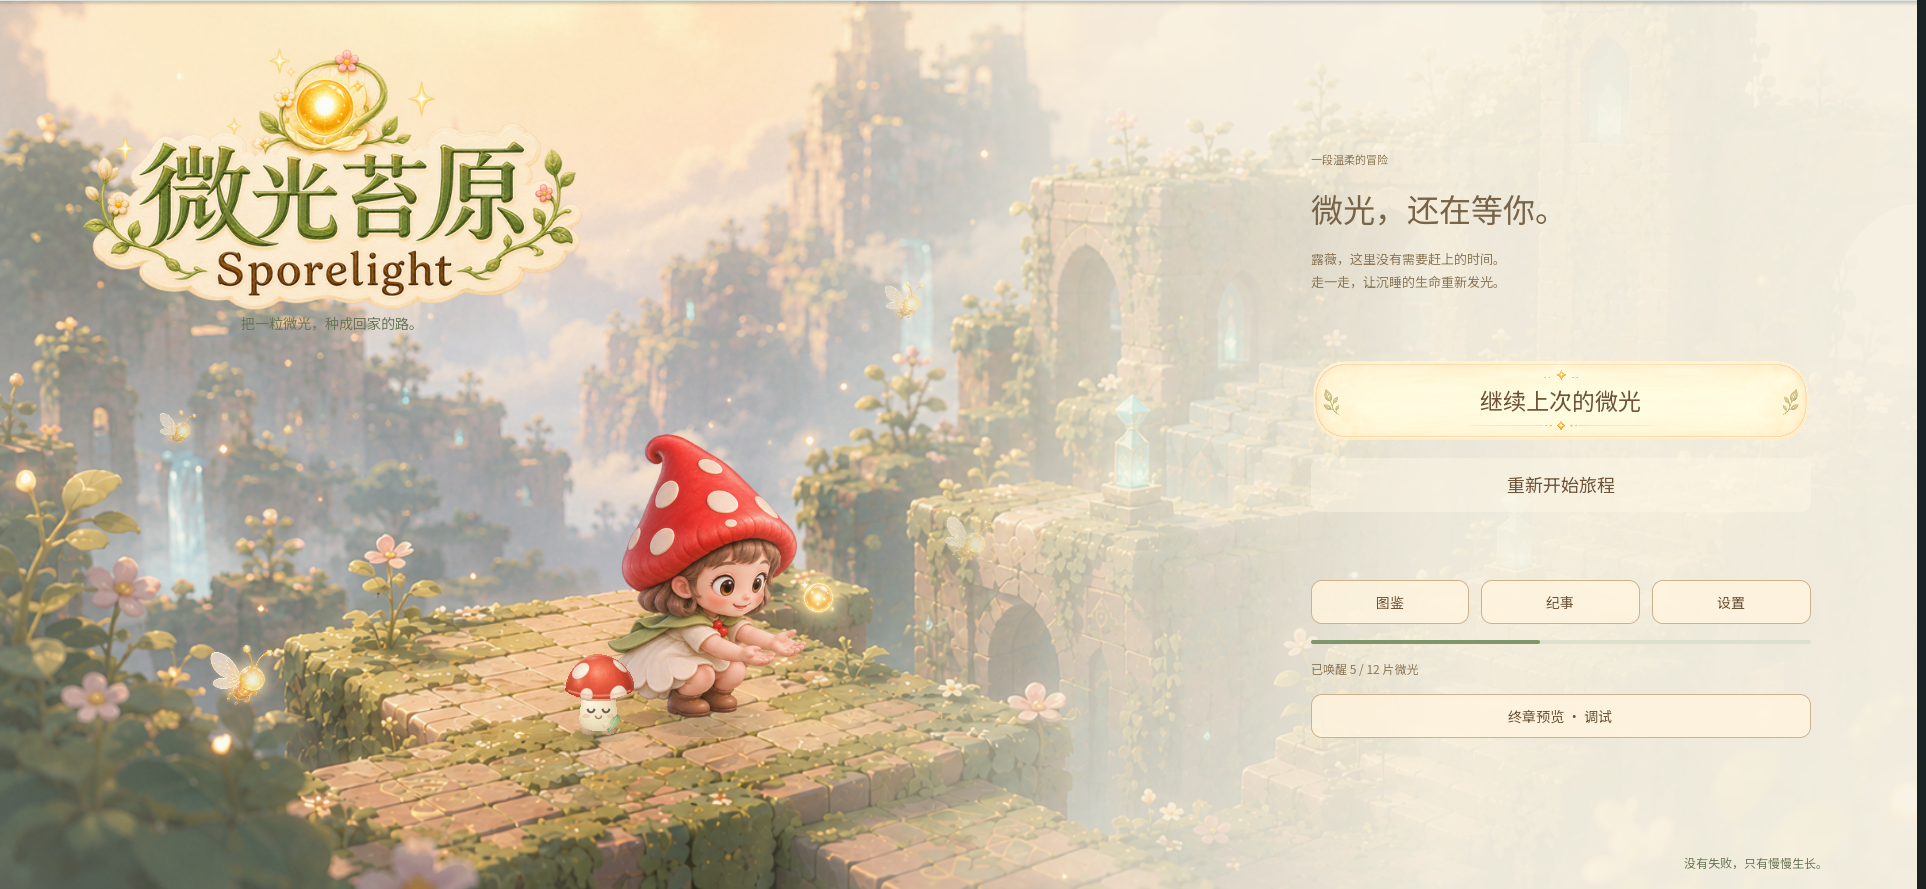 微光苔原
Sporelight
把一粒微光，种成回家的路。
一段温柔的冒险
微光，还在等你。
露薇，这里没有需要赶上的时间。
走一走，让沉睡的生命重新发光。
继续上次的微光
重新开始旅程
图鉴
纪事
设置
已唤醒 5 / 12 片微光
终章预览 · 调试
没有失败，只有慢慢生长。